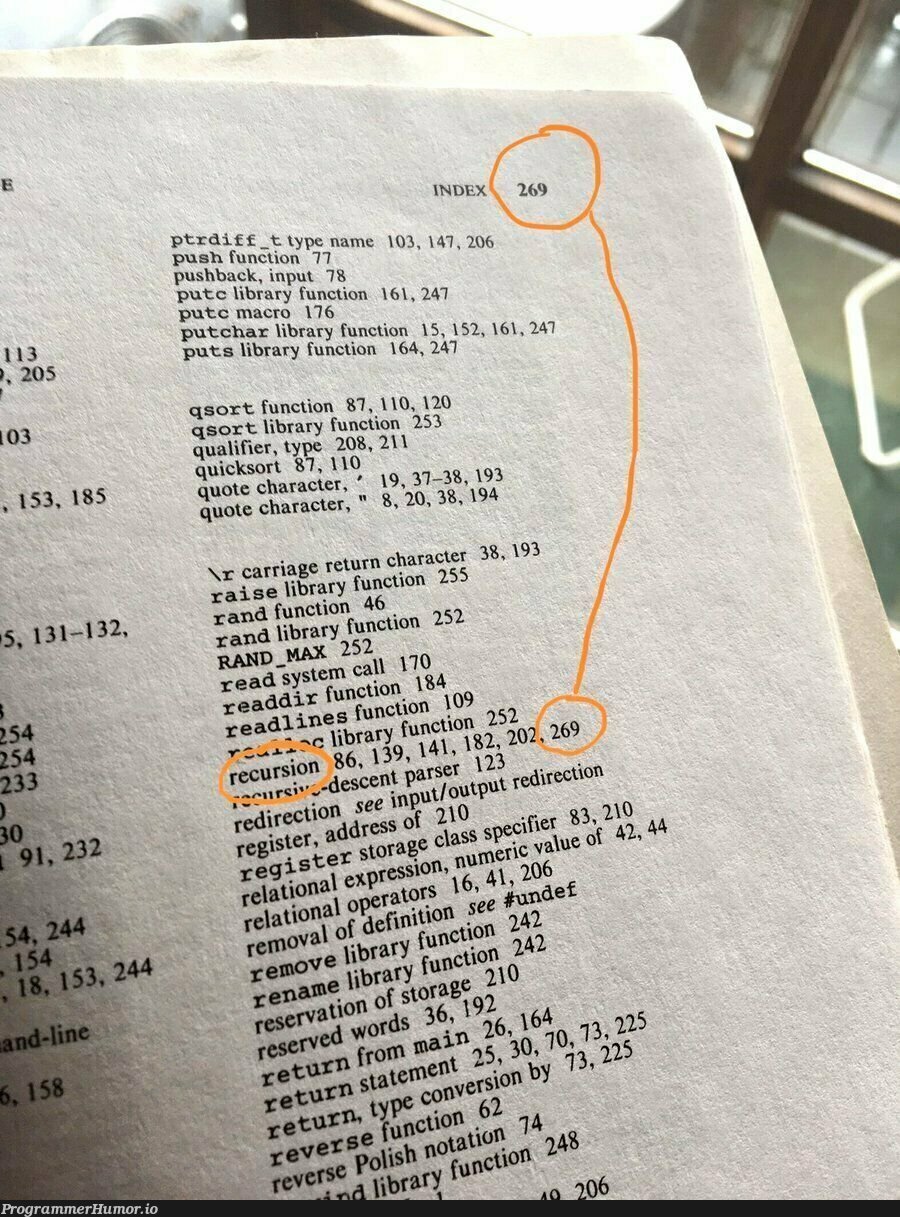 E
INDEX 269
113
205
103
, 153, 185
95, 131–132,
254
254
233
30
91, 232
54, 244
, 154
, 18, 153, 244
and-line
6, 158
ptrdiff_t type name 103, 147, 206
push function 77
pushback, input 78
putc library function 161, 247
putc macro 176
putchar library function 15, 152, 161, 247
puts library function 164, 247
qsort function 87, 110, 120
qsort library function 253
qualifier, type 208, 211
quicksort 87, 110
quote character, ' 19, 37–38, 193
quote character, " 8, 20, 38, 194
\r carriage return character 38, 193
raise library function 255
rand function 46
rand library function 252
RAND_MAX 252
read system call 170
readdir function 184
readlines function 109
realloc library function 252
recursion 86, 139, 141, 182, 202, 269
recursive-descent parser 123
redirection see input/output redirection
register, address of 210
register storage class specifier 83, 210
relational expression, numeric value of 42, 44
relational operators 16, 41, 206
removal of definition see #undef
remove library function 242
rename library function 242
reservation of storage 210
reserved words 36, 192
return from main 26, 164
return statement 25, 30, 70, 73, 225
return, type conversion by 73, 225
reverse function 62
reverse Polish notation 74
ind library function 248
49, 206
ProgrammerHumor.io